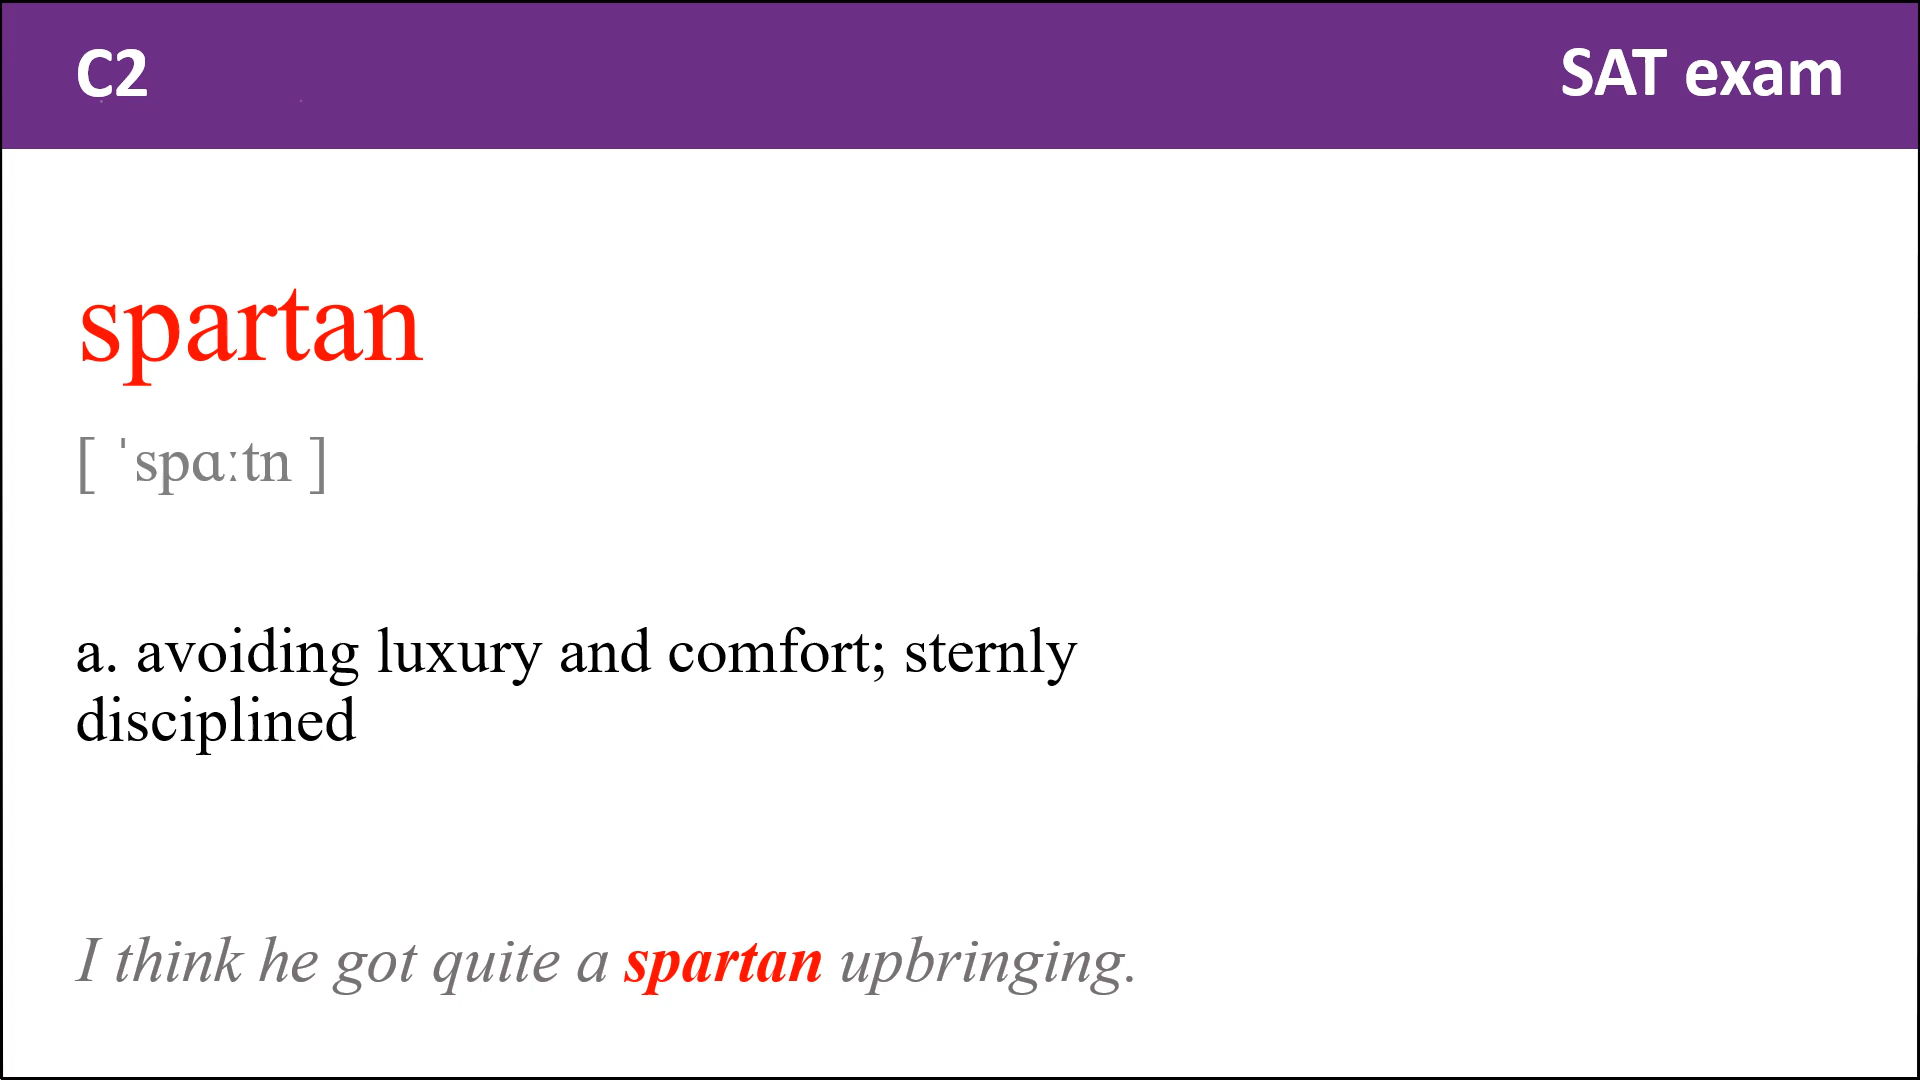 C2
SAT exam
spartan
[ ˈspɑːtn ]
a. avoiding luxury and comfort; sternly
disciplined
I think he got quite a spartan upbringing.